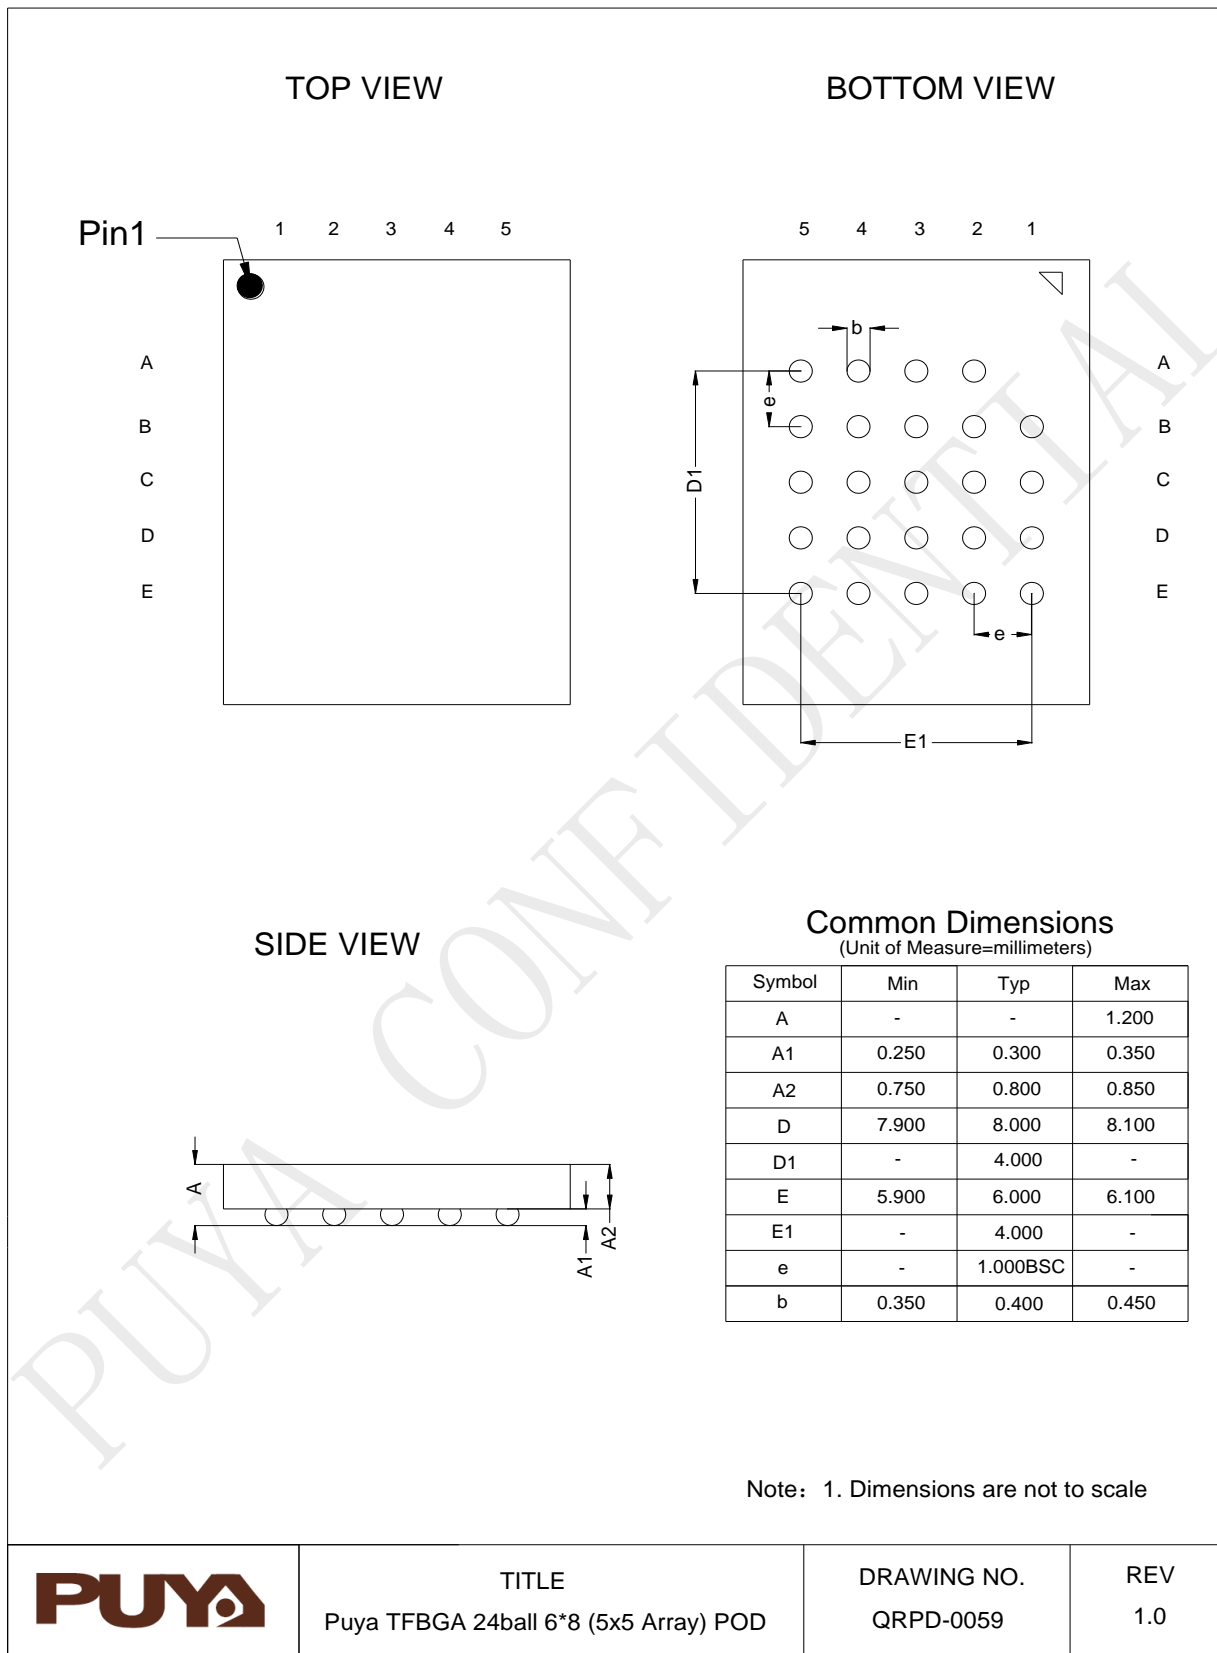 TOP VIEW
BOTTOM VIEW
Pin1
1 2 3 4 5
A
B
C
D
E
5 4 3 2 1
b
e
D1
A
B
C
D
E
e
E1
SIDE VIEW
A
A1
A2
Common Dimensions
(Unit of Measure=millimeters)
Symbol Min Typ Max
A - - 1.200
A1 0.250 0.300 0.350
A2 0.750 0.800 0.850
D 7.900 8.000 8.100
D1 - 4.000 -
E 5.900 6.000 6.100
E1 - 4.000 -
e - 1.000BSC -
b 0.350 0.400 0.450
PUYA CONFIDENTIAL
Note：1. Dimensions are not to scale
PUYA
TITLE
Puya TFBGA 24ball 6*8 (5x5 Array) POD
DRAWING NO.
QRPD-0059
REV
1.0